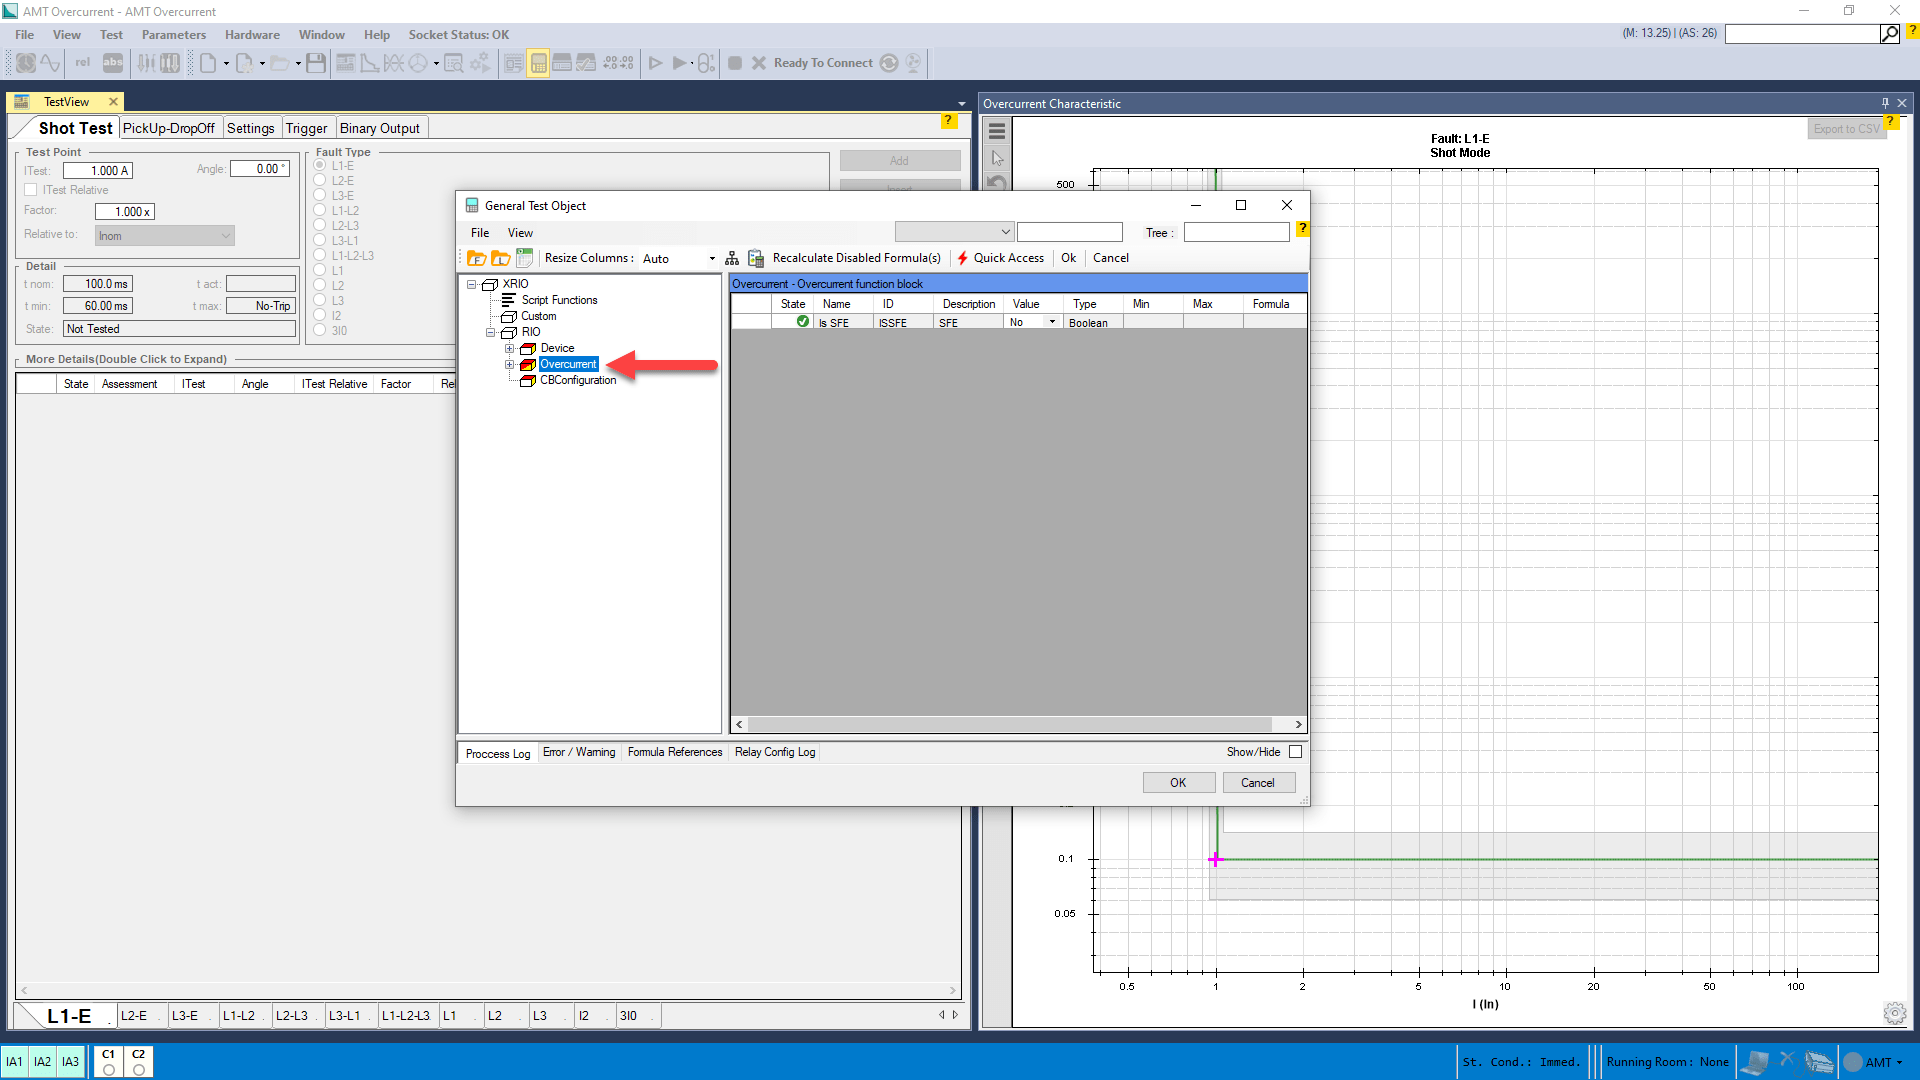 AMT Overcurrent - AMT Overcurrent
File View Test Parameters Hardware Window Help Socket Status: OK
(M: 13.25) | (AS: 26)
?
rel abs Ready To Connect
TestView
Overcurrent Characteristic
Shot Test PickUp-DropOff Settings Trigger Binary Output
?
Test Point
ITest: 1.000 A Angle: 0.00 °
ITest Relative
Factor: 1.000 x
Relative to: Inom
Fault Type
L1-E
L2-E
L3-E
L1-L2
L2-L3
L3-L1
L1-L2-L3
L1
L2
L3
I2
3I0
Add
Detail
t nom: 100.0 ms t act:
t min: 60.00 ms t max: No-Trip
State: Not Tested
More Details(Double Click to Expand)
State Assessment ITest Angle ITest Relative Factor
General Test Object
File View Tree :
?
Resize Columns : Auto Recalculate Disabled Formula(s) Quick Access Ok Cancel
XRIO
Script Functions
Custom
RIO
Device
Overcurrent
CBConfiguration
Overcurrent - Overcurrent function block
State Name ID Description Value Type Min Max Formula
Is SFE ISSFE SFE No Boolean
Proccess Log Error / Warning Formula References Relay Config Log Show/Hide
OK Cancel
Fault: L1-E
Shot Mode
Export to CSV
?
500
0.1
0.05
0.5 1 2 5 10 20 50 100
I (In)
L1-E L2-E L3-E L1-L2 L2-L3 L3-L1 L1-L2-L3 L1 L2 L3 I2 3I0
IA1 IA2 IA3 C1 C2
St. Cond.: Immed. Running Room: None AMT